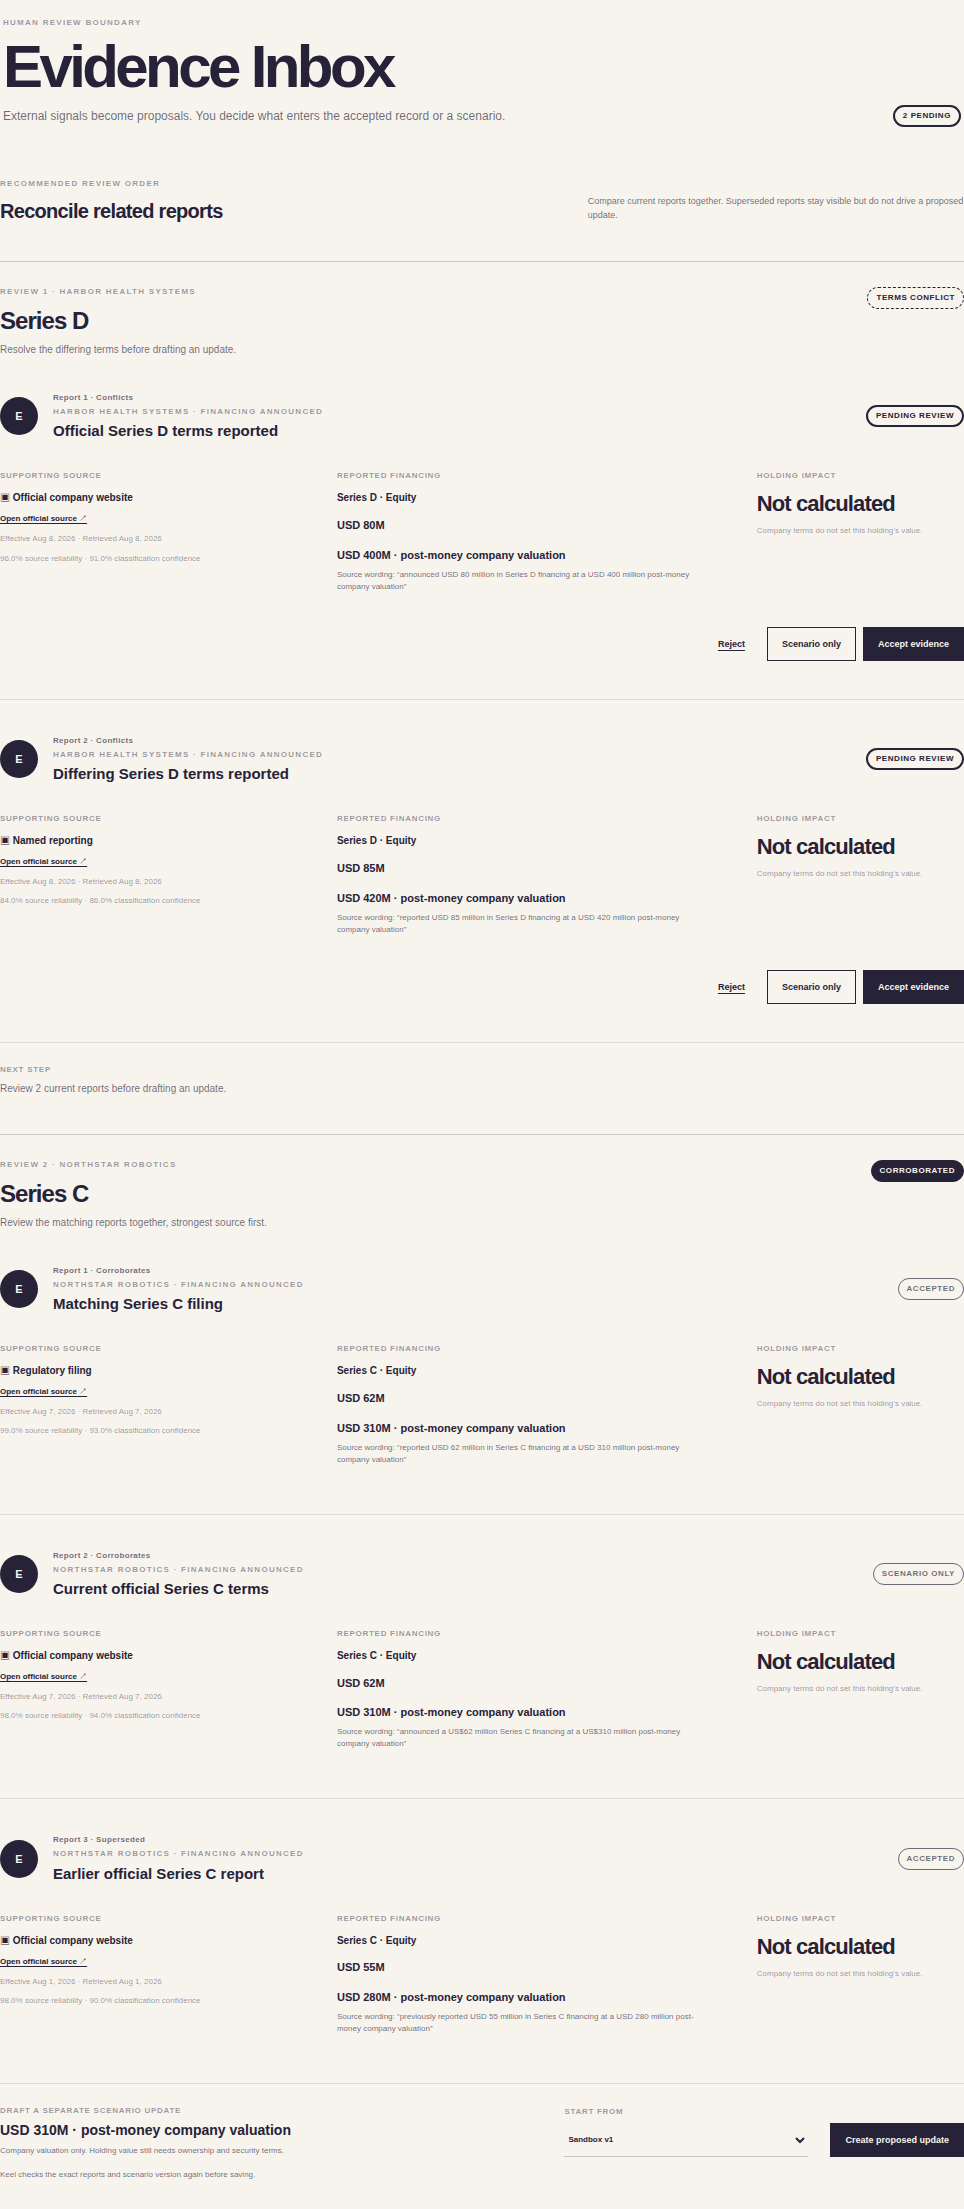 HUMAN REVIEW BOUNDARY
Evidence Inbox
External signals become proposals. You decide what enters the accepted record or a scenario.
2 PENDING
RECOMMENDED REVIEW ORDER
Reconcile related reports
Compare current reports together. Superseded reports stay visible but do not drive a proposed
update.
REVIEW 1 · HARBOR HEALTH SYSTEMS
TERMS CONFLICT
Series D
Resolve the differing terms before drafting an update.
E
Report 1 · Conflicts
HARBOR HEALTH SYSTEMS · FINANCING ANNOUNCED
Official Series D terms reported
PENDING REVIEW
SUPPORTING SOURCE
▣ Official company website
Open official source ↗
Effective Aug 8, 2026 · Retrieved Aug 8, 2026
96.0% source reliability · 91.0% classification confidence
REPORTED FINANCING
Series D · Equity
USD 80M
USD 400M · post-money company valuation
Source wording: “announced USD 80 million in Series D financing at a USD 400 million post-money
company valuation”
HOLDING IMPACT
Not calculated
Company terms do not set this holding's value.
Reject
Scenario only
Accept evidence
E
Report 2 · Conflicts
HARBOR HEALTH SYSTEMS · FINANCING ANNOUNCED
Differing Series D terms reported
PENDING REVIEW
SUPPORTING SOURCE
▣ Named reporting
Open official source ↗
Effective Aug 8, 2026 · Retrieved Aug 8, 2026
84.0% source reliability · 86.0% classification confidence
REPORTED FINANCING
Series D · Equity
USD 85M
USD 420M · post-money company valuation
Source wording: “reported USD 85 million in Series D financing at a USD 420 million post-money
company valuation”
HOLDING IMPACT
Not calculated
Company terms do not set this holding's value.
Reject
Scenario only
Accept evidence
NEXT STEP
Review 2 current reports before drafting an update.
REVIEW 2 · NORTHSTAR ROBOTICS
CORROBORATED
Series C
Review the matching reports together, strongest source first.
E
Report 1 · Corroborates
NORTHSTAR ROBOTICS · FINANCING ANNOUNCED
Matching Series C filing
ACCEPTED
SUPPORTING SOURCE
▣ Regulatory filing
Open official source ↗
Effective Aug 7, 2026 · Retrieved Aug 7, 2026
99.0% source reliability · 93.0% classification confidence
REPORTED FINANCING
Series C · Equity
USD 62M
USD 310M · post-money company valuation
Source wording: “reported USD 62 million in Series C financing at a USD 310 million post-money
company valuation”
HOLDING IMPACT
Not calculated
Company terms do not set this holding's value.
E
Report 2 · Corroborates
NORTHSTAR ROBOTICS · FINANCING ANNOUNCED
Current official Series C terms
SCENARIO ONLY
SUPPORTING SOURCE
▣ Official company website
Open official source ↗
Effective Aug 7, 2026 · Retrieved Aug 7, 2026
98.0% source reliability · 94.0% classification confidence
REPORTED FINANCING
Series C · Equity
USD 62M
USD 310M · post-money company valuation
Source wording: “announced a US$62 million Series C financing at a US$310 million post-money
company valuation”
HOLDING IMPACT
Not calculated
Company terms do not set this holding's value.
E
Report 3 · Superseded
NORTHSTAR ROBOTICS · FINANCING ANNOUNCED
Earlier official Series C report
ACCEPTED
SUPPORTING SOURCE
▣ Official company website
Open official source ↗
Effective Aug 1, 2026 · Retrieved Aug 1, 2026
98.0% source reliability · 90.0% classification confidence
REPORTED FINANCING
Series C · Equity
USD 55M
USD 280M · post-money company valuation
Source wording: “previously reported USD 55 million in Series C financing at a USD 280 million post-
money company valuation”
HOLDING IMPACT
Not calculated
Company terms do not set this holding's value.
DRAFT A SEPARATE SCENARIO UPDATE
USD 310M · post-money company valuation
Company valuation only. Holding value still needs ownership and security terms.
Keel checks the exact reports and scenario version again before saving.
START FROM
Sandbox v1
Create proposed update